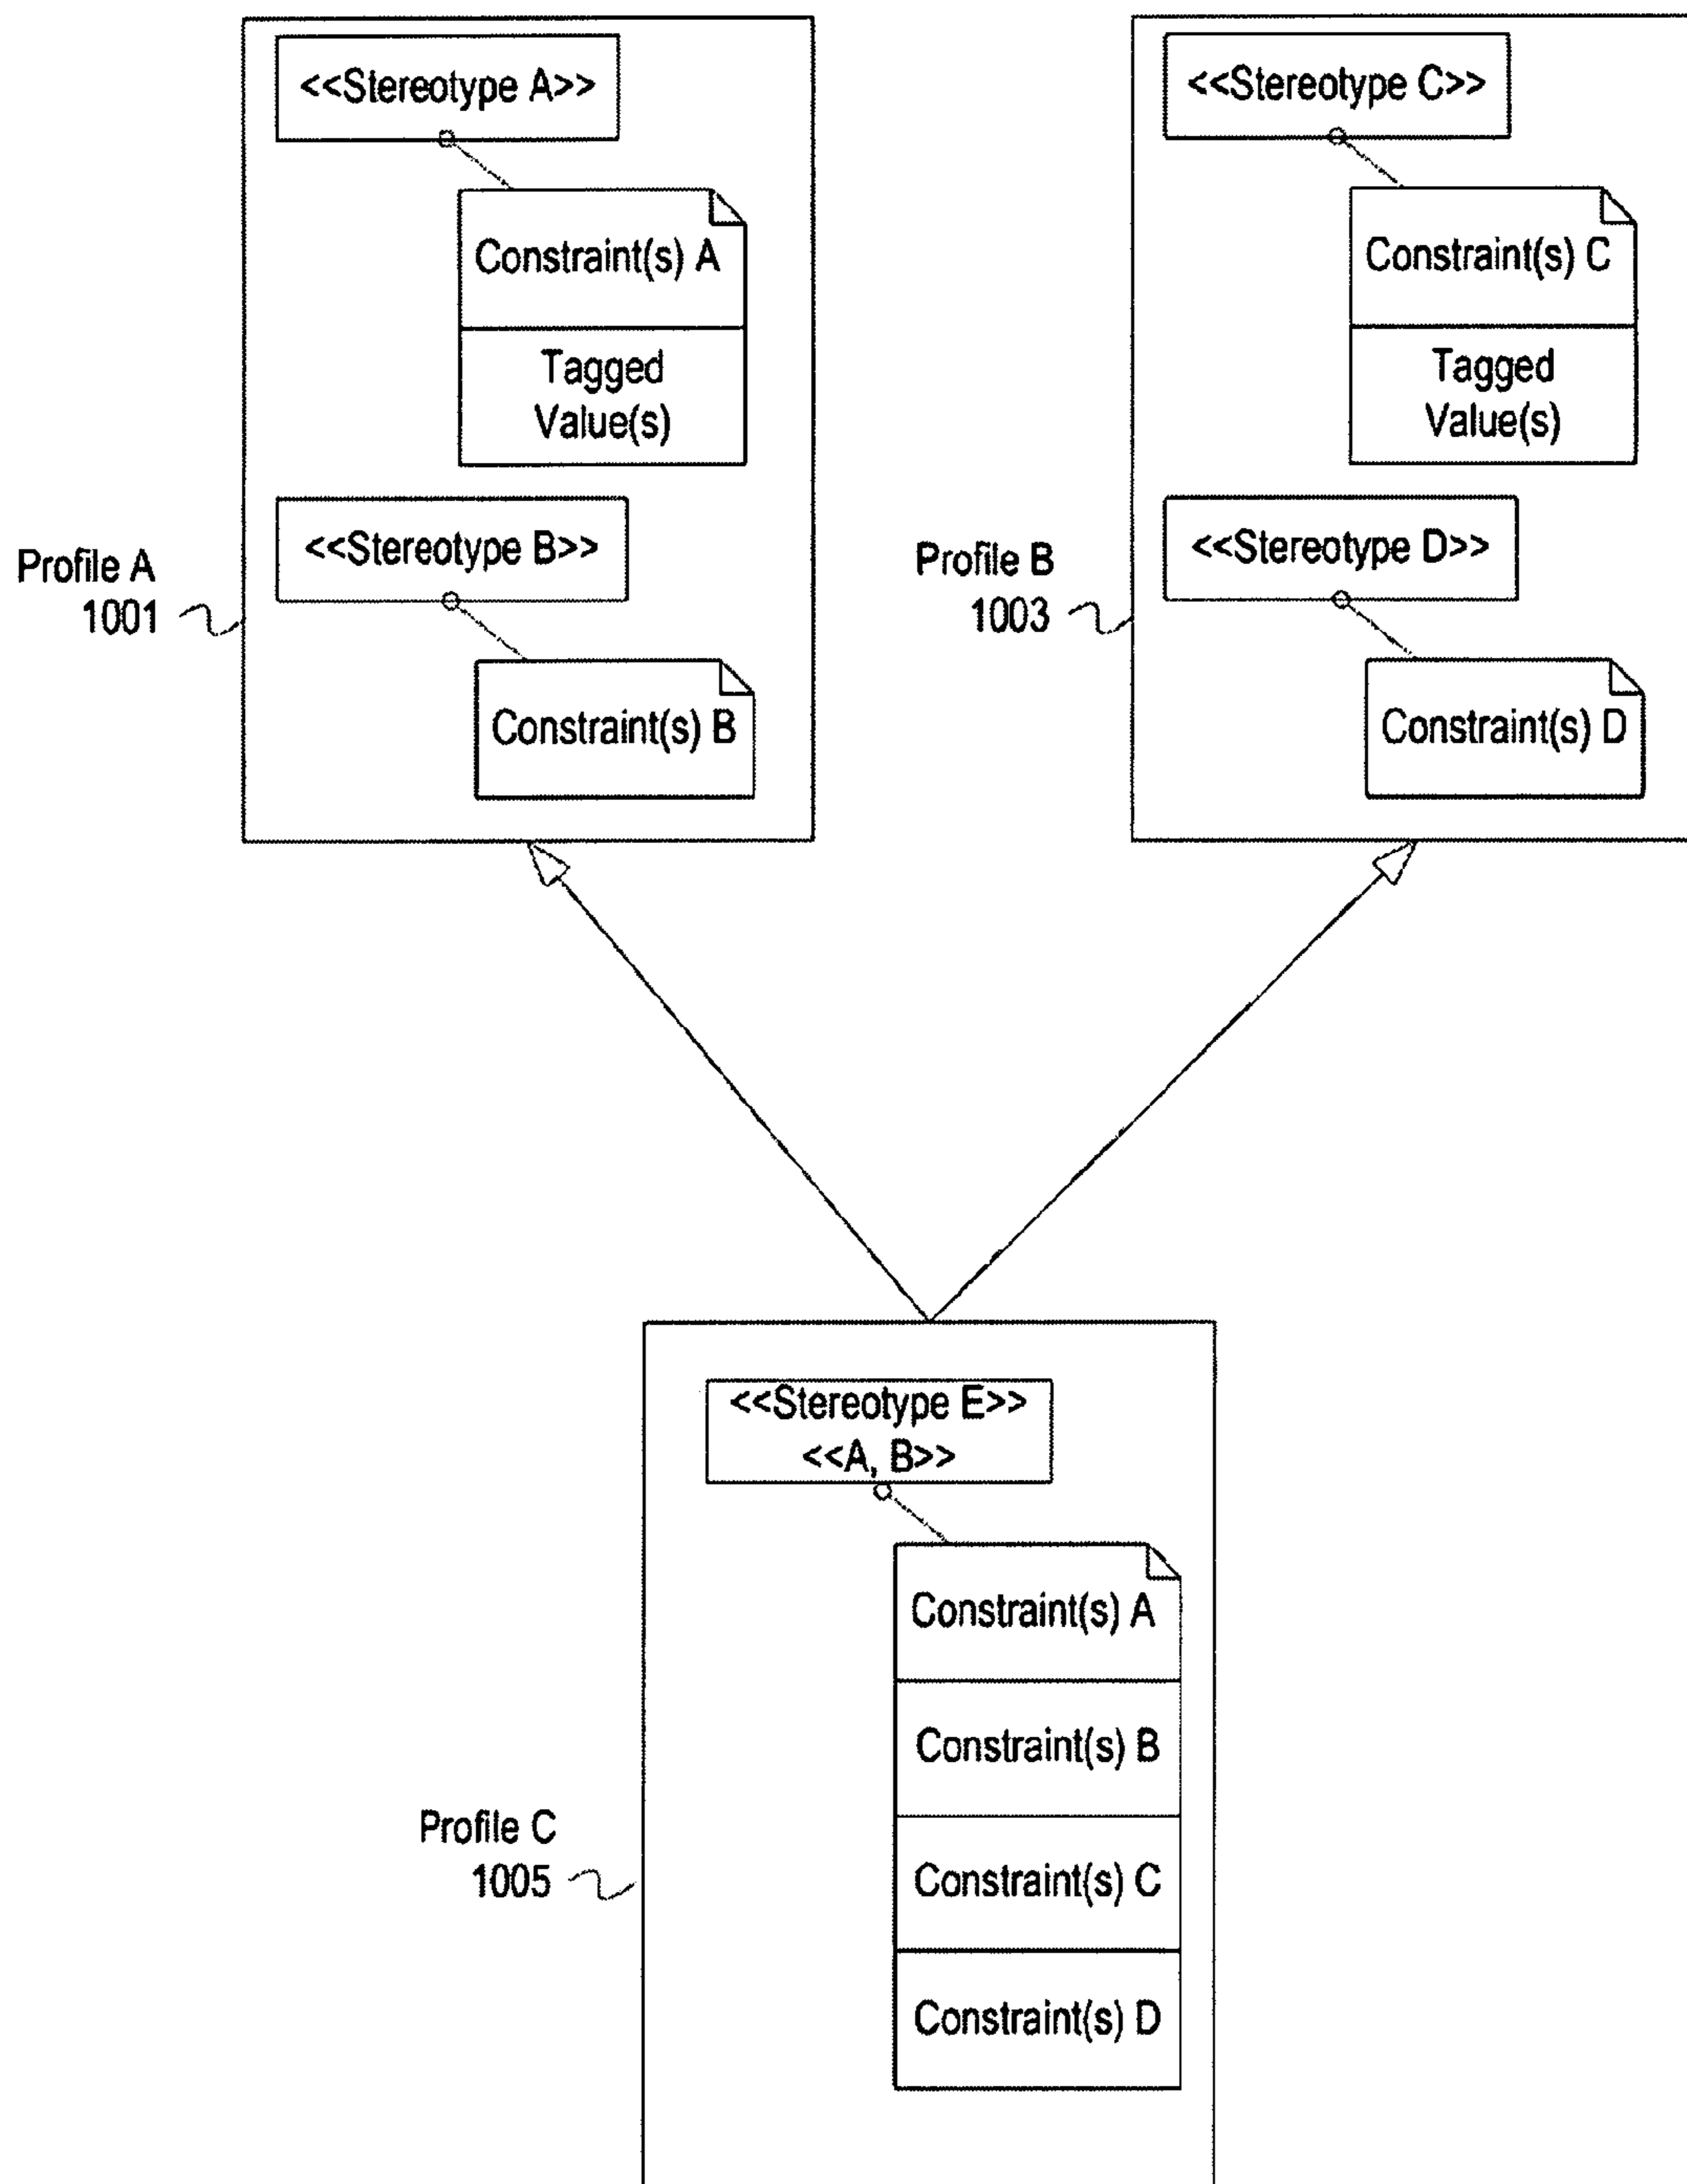 <<Stereotype A>>
Constraint(s) A
Tagged
Value(s)
<<Stereotype B>>
Constraint(s) B
Profile A
1001
<<Stereotype C>>
Constraint(s) C
Tagged
Value(s)
<<Stereotype D>>
Constraint(s) D
Profile B
1003
<<Stereotype E>>
<<A, B>>
Constraint(s) A
Constraint(s) B
Constraint(s) C
Constraint(s) D
Profile C
1005